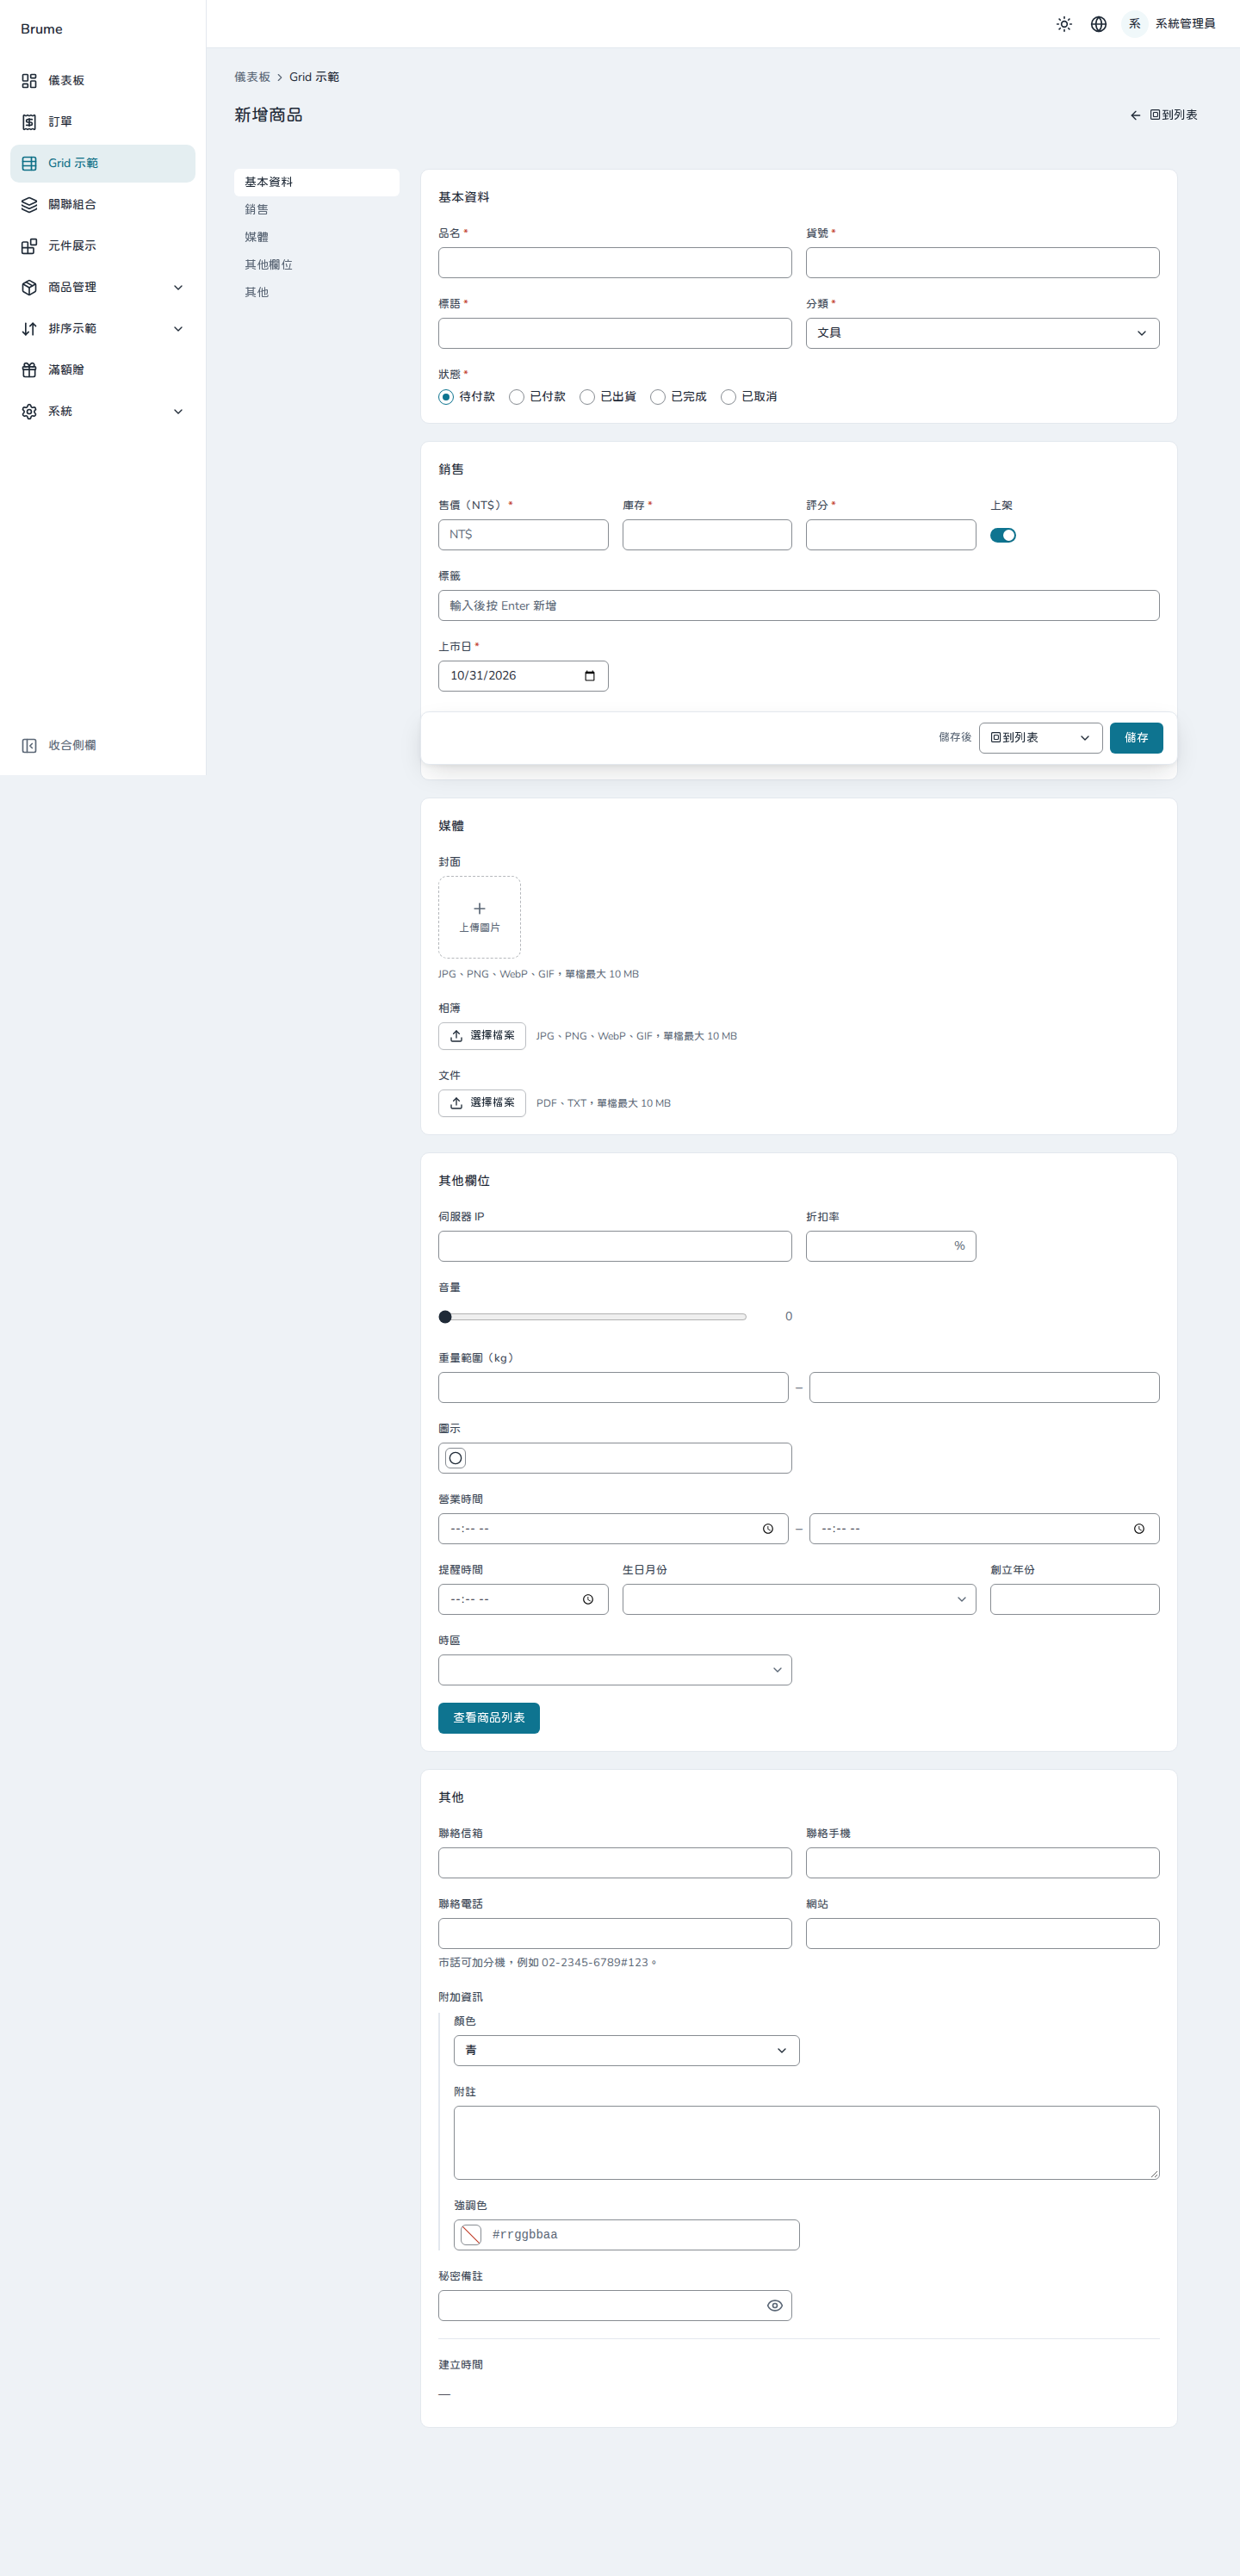 Brume
系 系統管理員
儀表板
訂單
Grid 示範
關聯組合
元件展示
商品管理
排序示範
滿額贈
系統
收合側欄
儀表板 > Grid 示範
新增商品
← 回到列表
基本資料
銷售
媒體
其他欄位
其他
基本資料
品名 *
貨號 *
標語 *
分類 *
文具
狀態 *
待付款 已付款 已出貨 已完成 已取消
銷售
售價（NT$） *
庫存 *
評分 *
上架
NT$
標籤
輸入後按 Enter 新增
上市日 *
10/31/2026
儲存後 回到列表 儲存
媒體
封面
上傳圖片
JPG、PNG、WebP、GIF，單檔最大 10 MB
相簿
選擇檔案 JPG、PNG、WebP、GIF，單檔最大 10 MB
文件
選擇檔案 PDF、TXT，單檔最大 10 MB
其他欄位
伺服器 IP
折扣率
%
音量
0
重量範圍（kg）
–
圖示
營業時間
--:-- -- – --:-- --
提醒時間
生日月份
創立年份
--:-- --
時區
查看商品列表
其他
聯絡信箱
聯絡手機
聯絡電話
網站
市話可加分機，例如 02-2345-6789#123。
附加資訊
顏色
青
附註
強調色
#rrggbbaa
秘密備註
建立時間
—